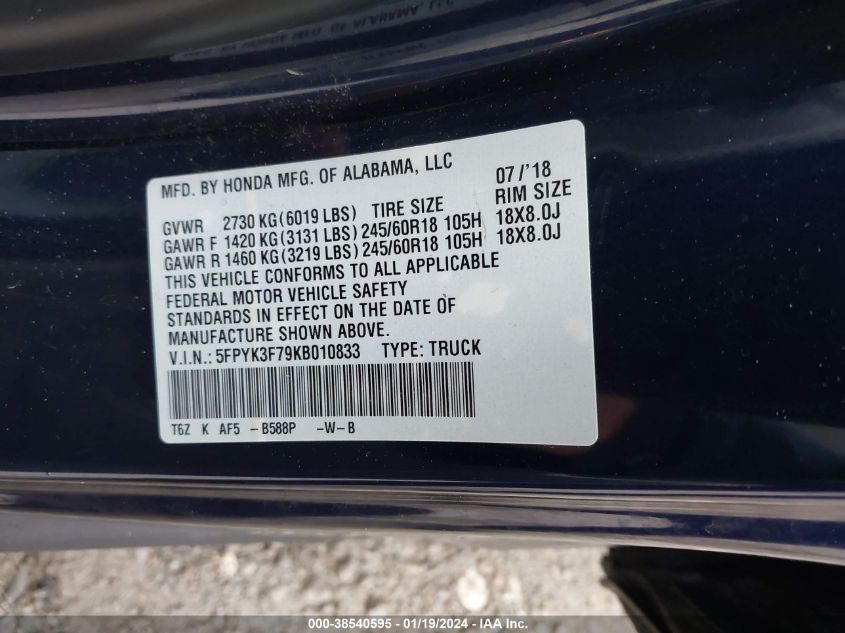 MFD. BY HONDA MFG. OF ALABAMA, LLC 07/'18
GVWR 2730 KG(6019 LBS) TIRE SIZE RIM SIZE
GAWR F 1420 KG(3131 LBS) 245/60R18 105H 18X8.0J
GAWR R 1460 KG(3219 LBS) 245/60R18 105H 18X8.0J
THIS VEHICLE CONFORMS TO ALL APPLICABLE
FEDERAL MOTOR VEHICLE SAFETY
STANDARDS IN EFFECT ON THE DATE OF
MANUFACTURE SHOWN ABOVE.
V.I.N.: 5FPYK3F79KB010833 TYPE: TRUCK
T6Z K AF5 -B588P -W-B
000-38540595 - 01/19/2024 - IAA, Inc.